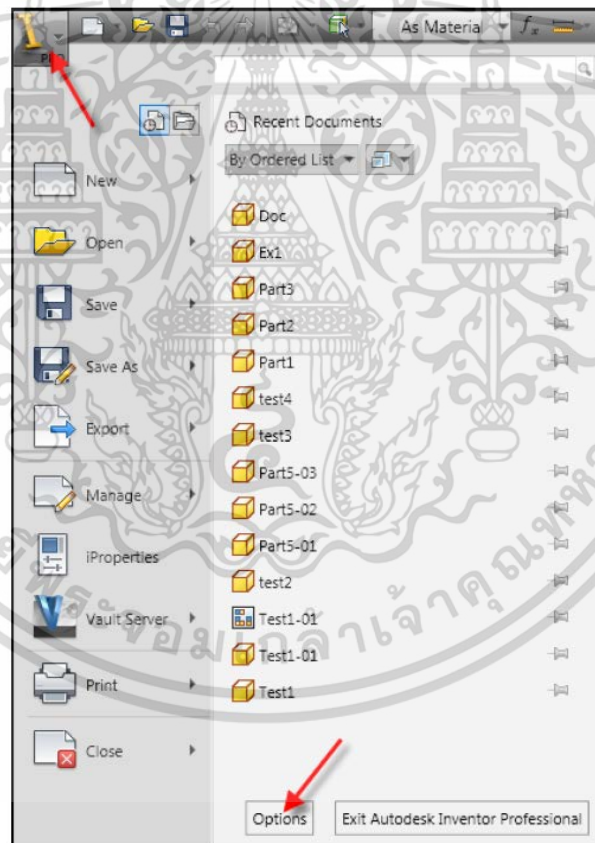 As Material
PRO
Recent Documents
By Ordered List
New
Open
Save
Save As
Export
Manage
iProperties
Vault Server
Print
Close
Doc
Ex1
Part3
Part2
Part1
test4
test3
Part5-03
Part5-02
Part5-01
test2
Test1-01
Test1-01
Test1
Options
Exit Autodesk Inventor Professional